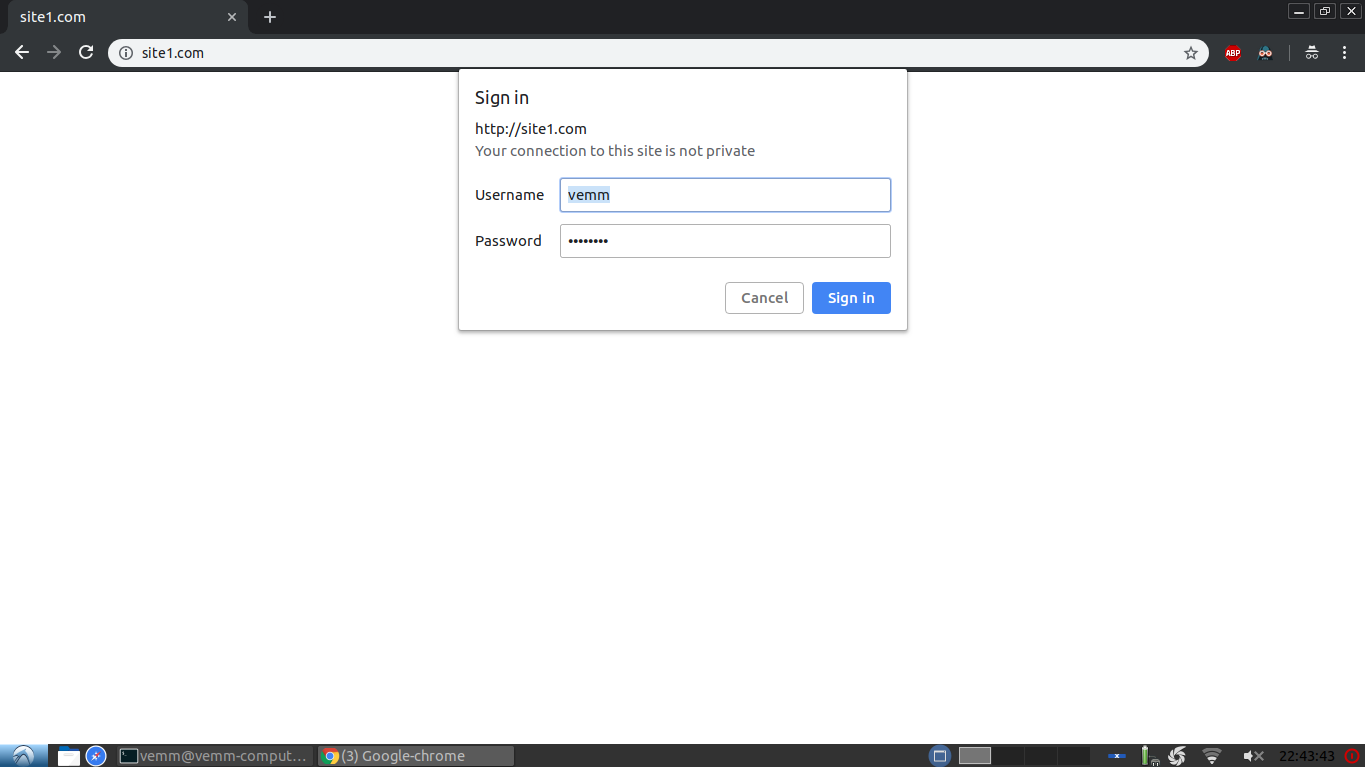 site1.com
site1.com
ABP
Sign in
http://site1.com
Your connection to this site is not private
Username vemm
Password ••••••••
Cancel Sign in
vemm@vemm-comput... (3) Google-chrome 22:43:43